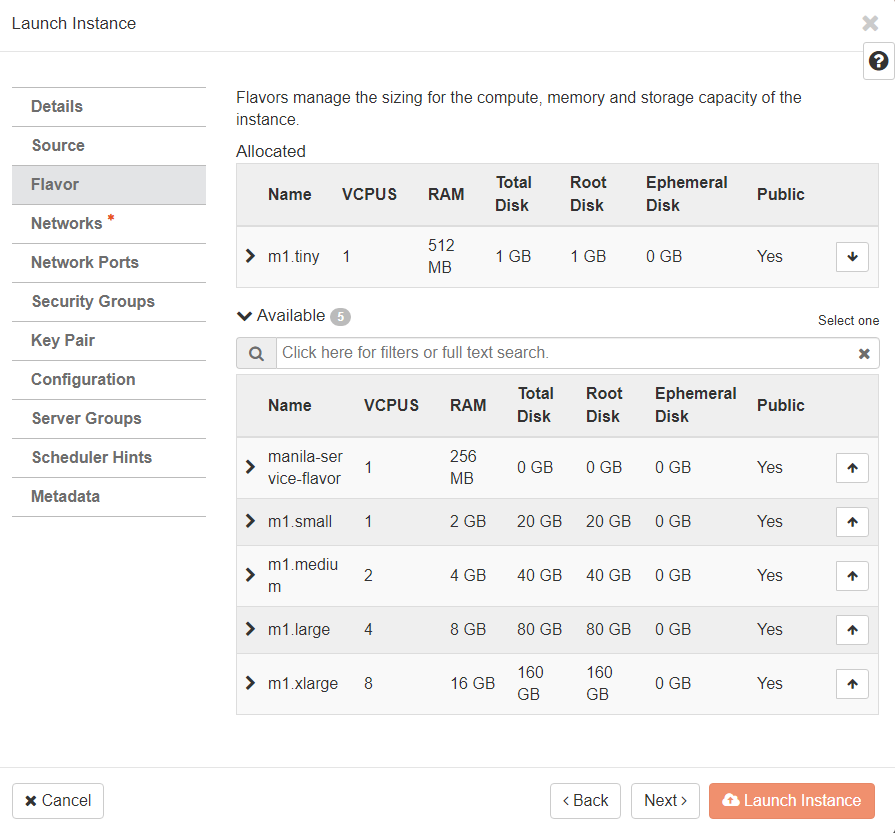 Launch Instance
Details
Source
Flavor
Networks *
Network Ports
Security Groups
Key Pair
Configuration
Server Groups
Scheduler Hints
Metadata
Flavors manage the sizing for the compute, memory and storage capacity of the
instance.
Allocated
Name VCPUS RAM Total Disk Root Disk Ephemeral Disk Public
m1.tiny 1 512 MB 1 GB 1 GB 0 GB Yes
Available 5
Select one
Click here for filters or full text search.
Name VCPUS RAM Total Disk Root Disk Ephemeral Disk Public
manila-service-flavor 1 256 MB 0 GB 0 GB 0 GB Yes
m1.small 1 2 GB 20 GB 20 GB 0 GB Yes
m1.medium 2 4 GB 40 GB 40 GB 0 GB Yes
m1.large 4 8 GB 80 GB 80 GB 0 GB Yes
m1.xlarge 8 16 GB 160 GB 160 GB 0 GB Yes
Cancel
Back
Next
Launch Instance